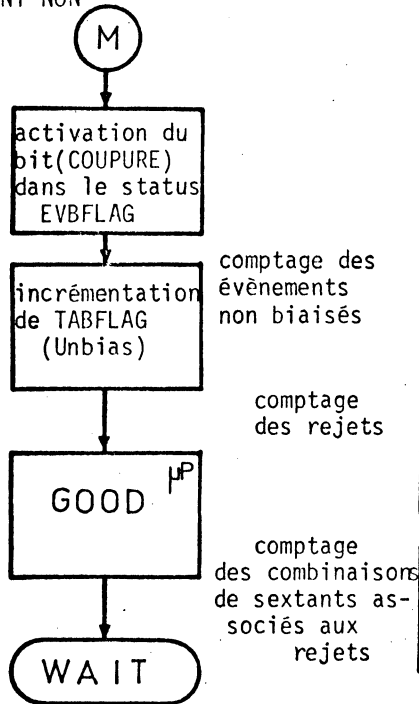 NON
M
activation du
bit(COUPURE)
dans le status
EVBFLAG
incrémentation
de TABFLAG
(Unbias)
comptage des
évènements
non biaisés
comptage
des rejets
µP
GOOD
comptage
des combinaisons
de sextants as-
sociés aux
rejets
WAIT